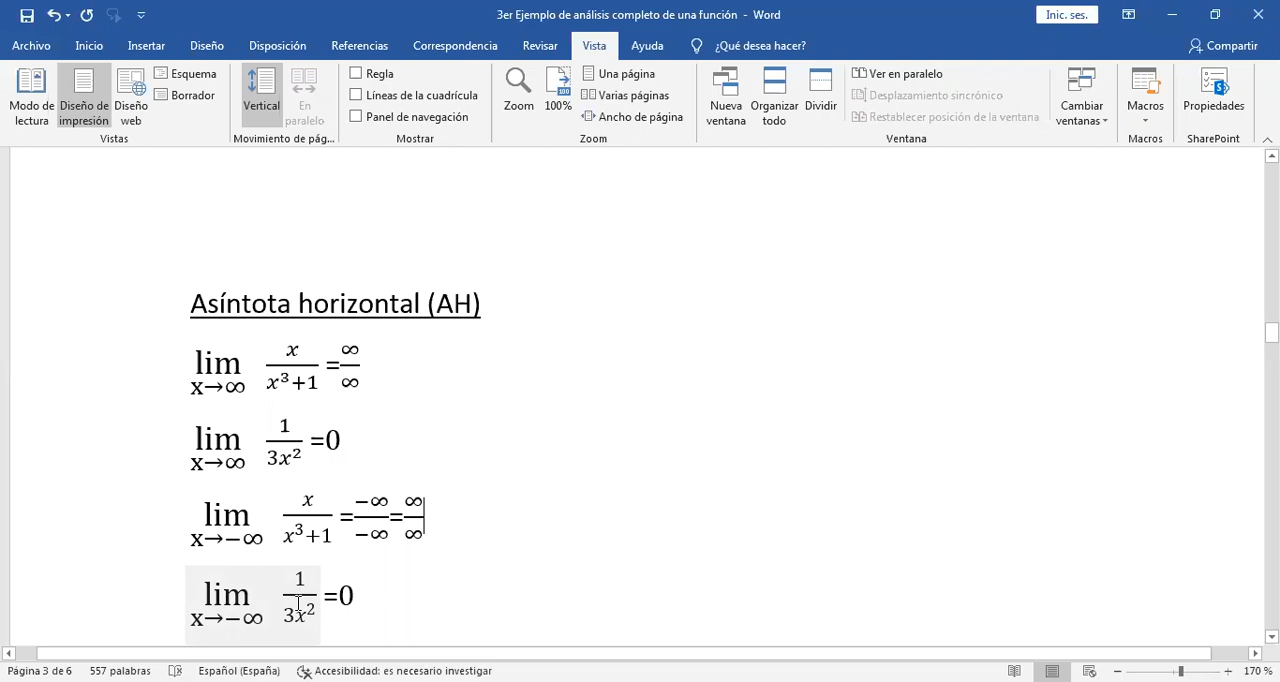 3er Ejemplo de análisis completo de una función - Word
Inic. ses.
Archivo Inicio Insertar Diseño Disposición Referencias Correspondencia Revisar Vista Ayuda ¿Qué desea hacer? Compartir
Modo de lectura
Diseño de impresión
Diseño web
Esquema
Borrador
Vistas
Vertical
En paralelo
Movimiento de pág...
Regla
Líneas de la cuadrícula
Panel de navegación
Mostrar
Zoom
100
100%
Una página
Varias páginas
Ancho de página
Zoom
Nueva ventana
Organizar todo
Dividir
Ver en paralelo
Desplazamiento sincrónico
Restablecer posición de la ventana
Cambiar ventanas
Ventana
Macros
Macros
Propiedades
SharePoint
Asíntota horizontal (AH)
lim x→∞ x/(x³+1) =∞/∞
lim x→∞ 1/(3x²) =0
lim x→−∞ x/(x³+1) =−∞/−∞=∞/∞
lim x→−∞ 1/(3x²) =0
Página 3 de 6 557 palabras Español (España) Accesibilidad: es necesario investigar 170 %